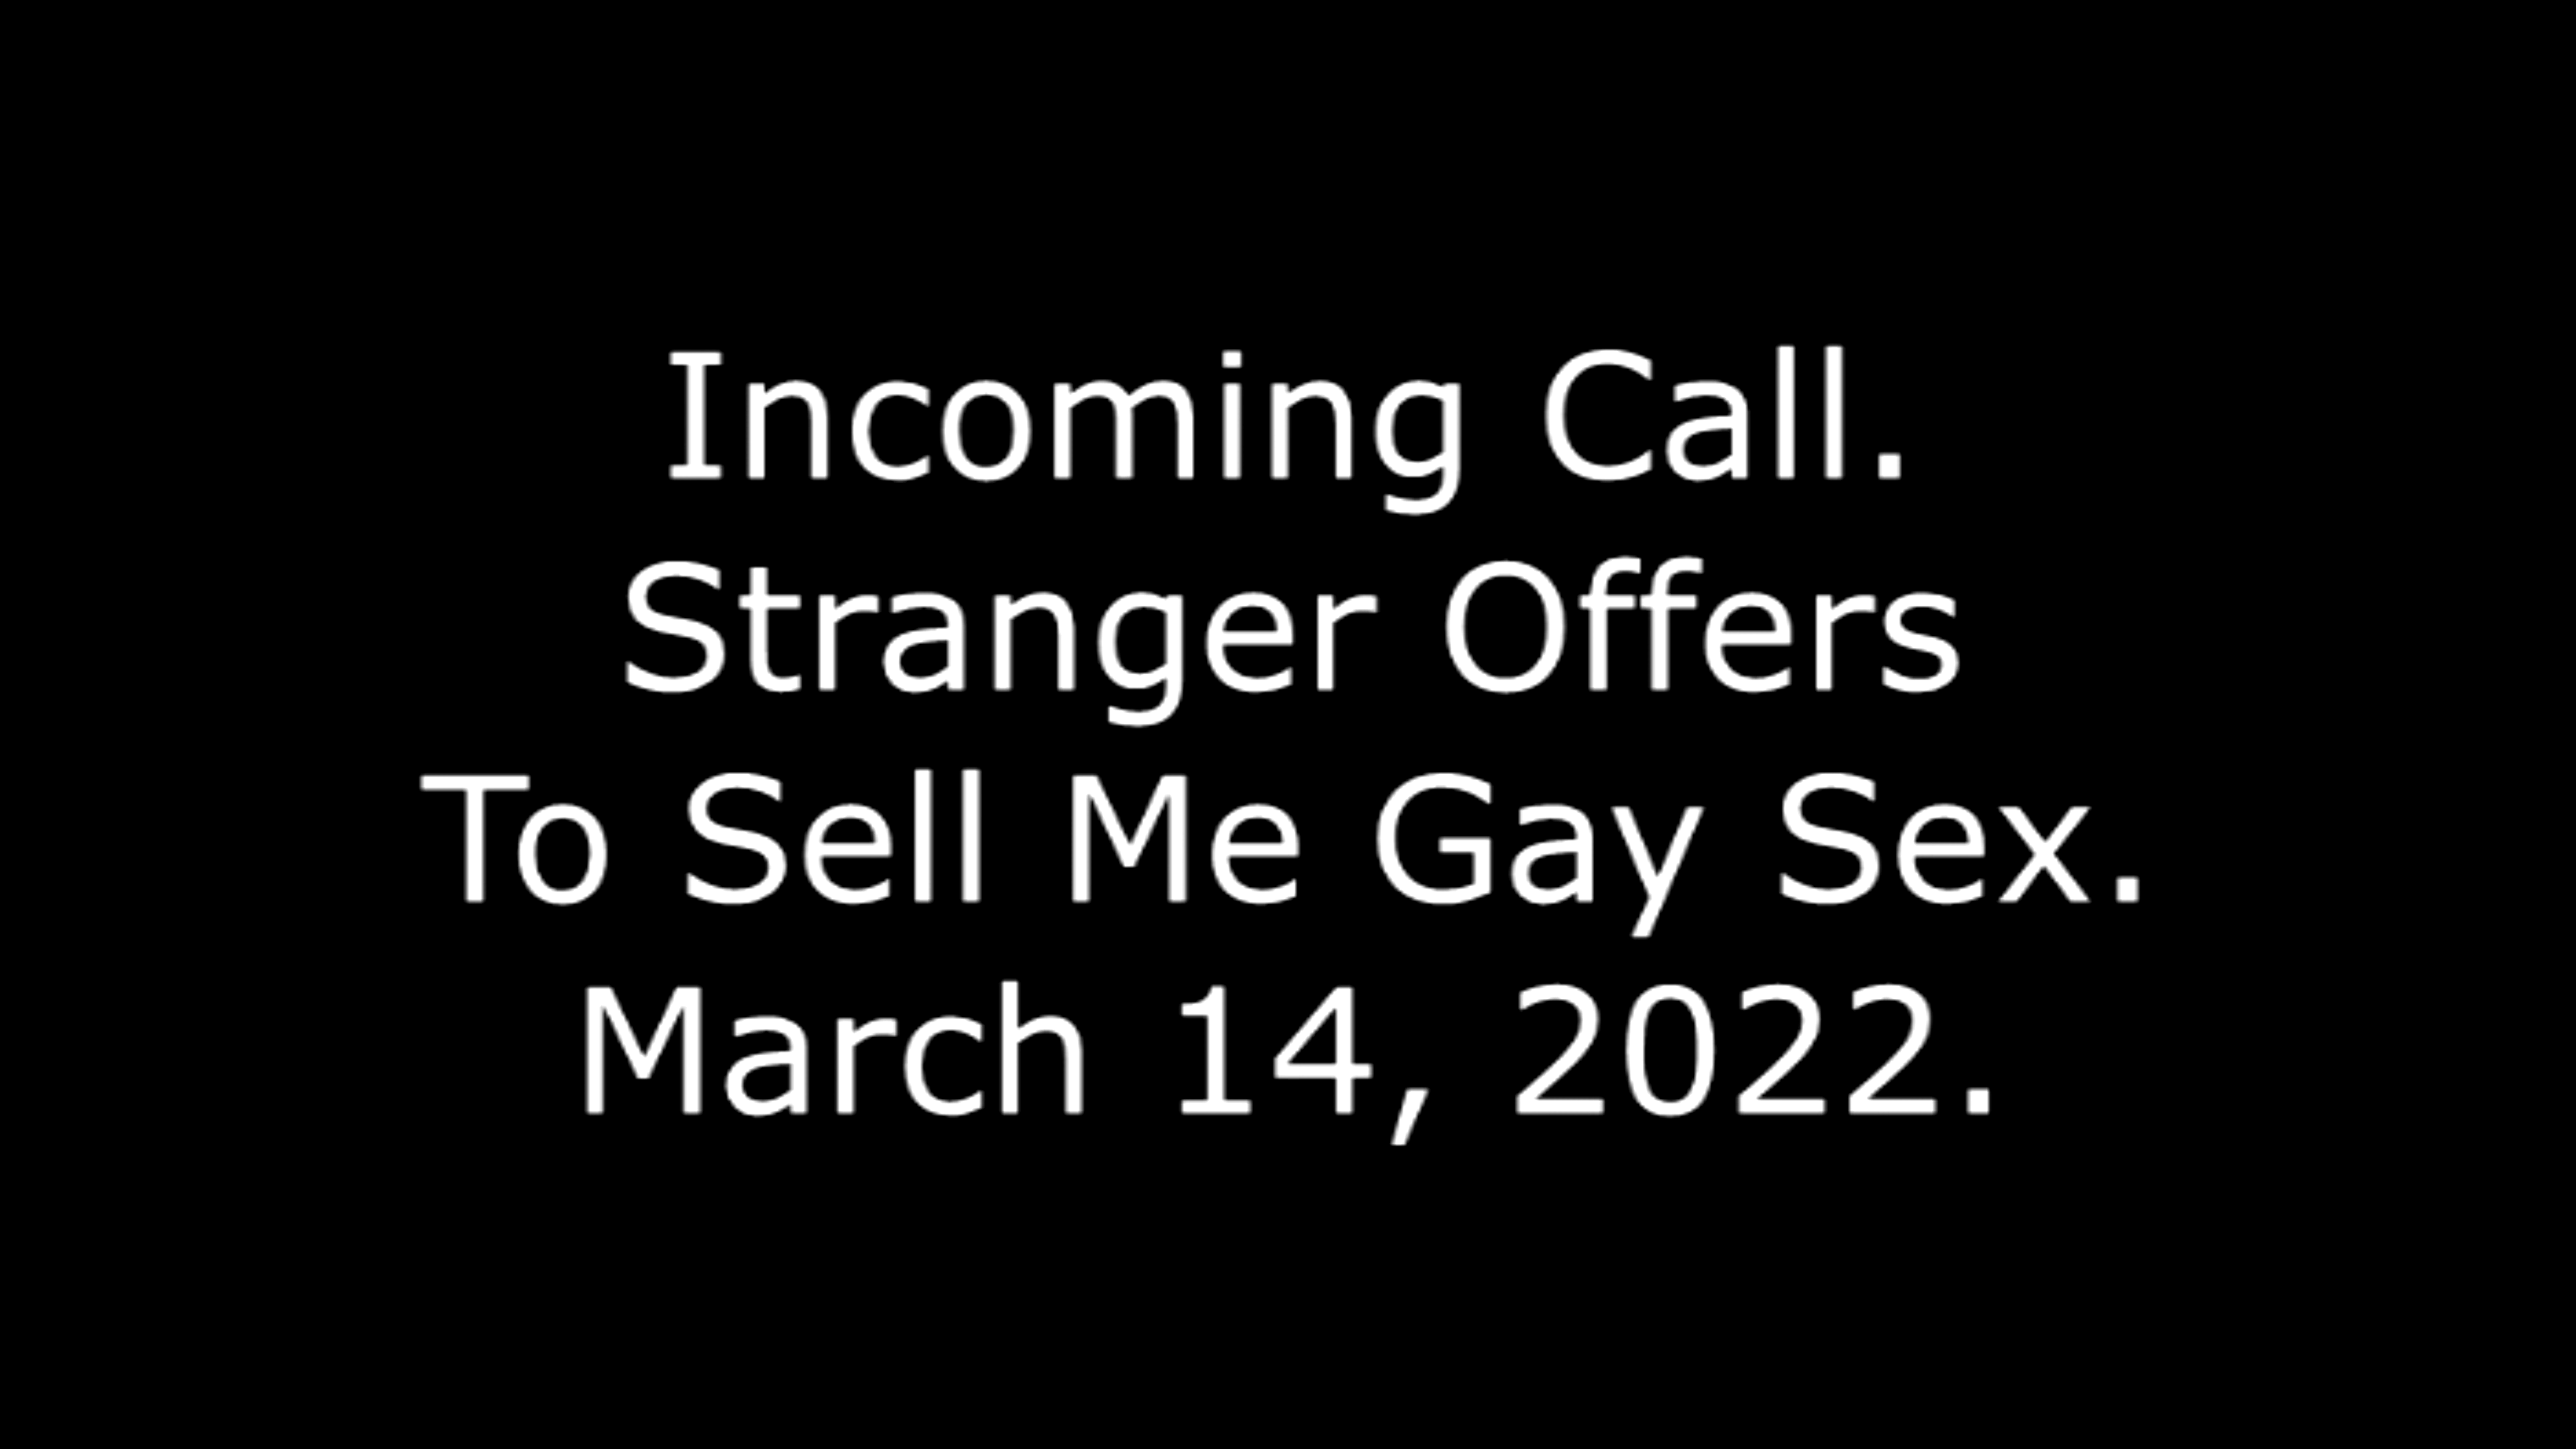 Incoming Call.
Stranger Offers
To Sell Me Gay Sex.
March 14, 2022.